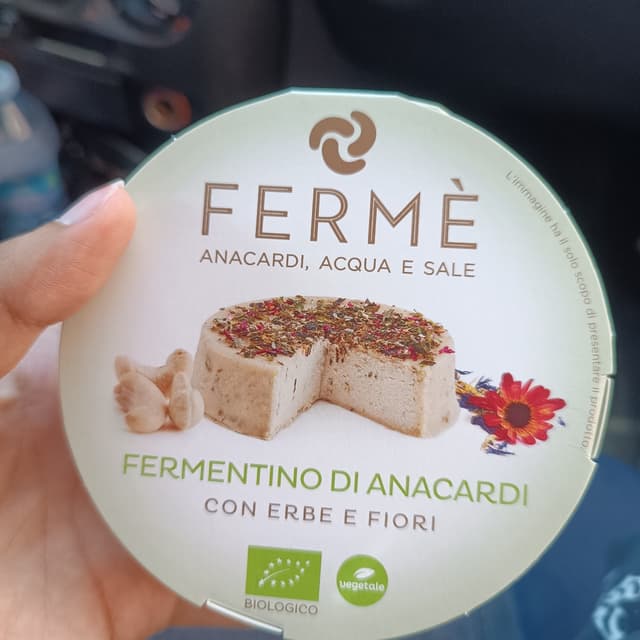 FERMÈ
ANACARDI, ACQUA E SALE
L'immagine ha il solo scopo di presentare il prodotto.
FERMENTINO DI ANACARDI
CON ERBE E FIORI
BIOLOGICO
vegetale